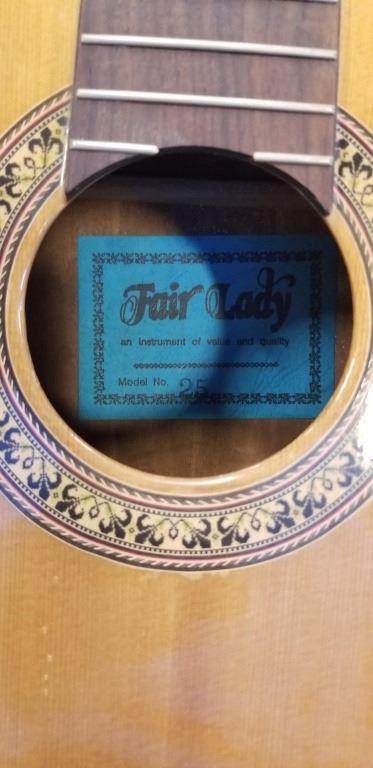 Fair Lady
an instrument of value and quality
Model No. 25